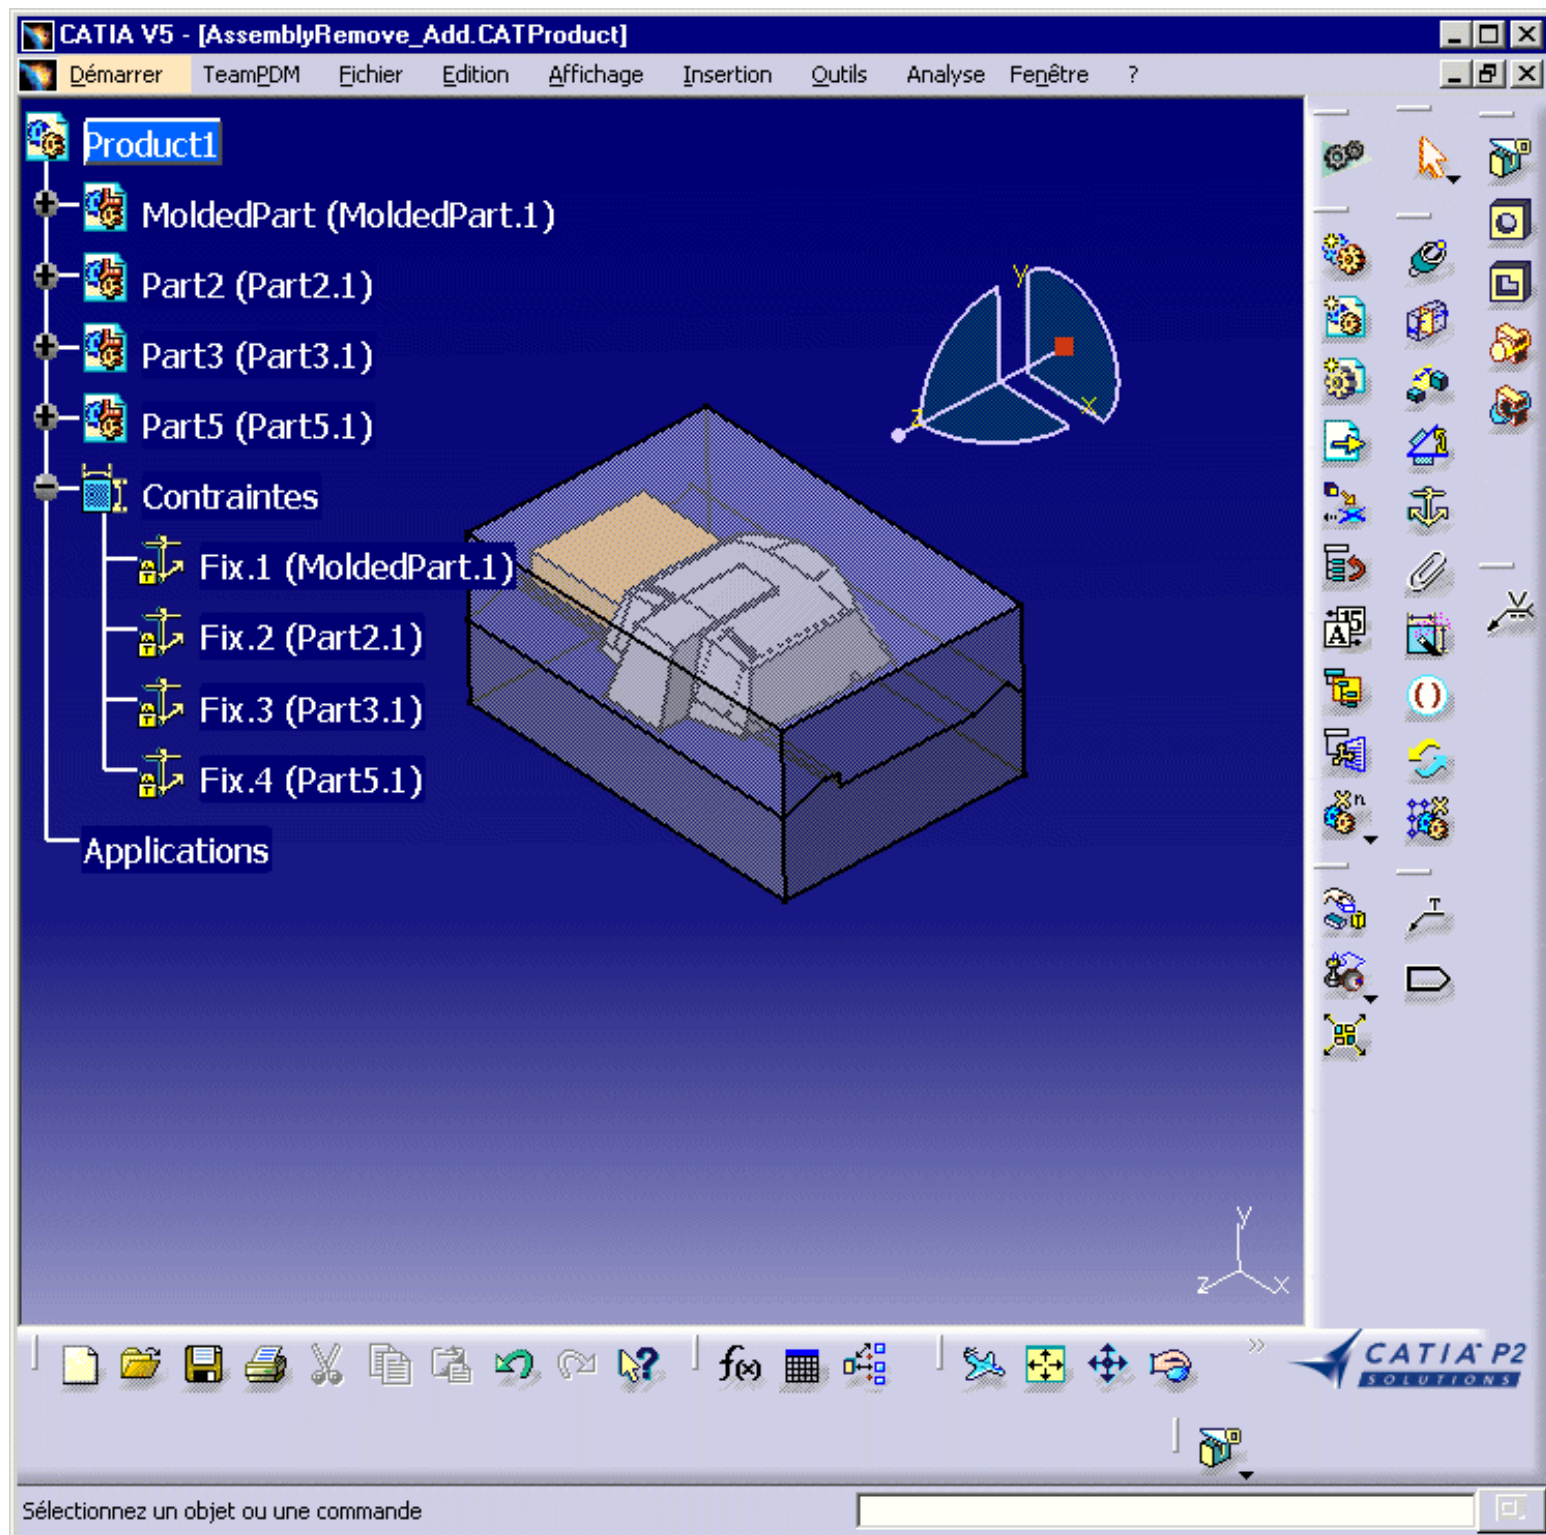 CATIA V5 - [AssemblyRemove_Add.CATProduct]
Démarrer TeamPDM Fichier Edition Affichage Insertion Outils Analyse Fenêtre ?
Product1
MoldedPart (MoldedPart.1)
Part2 (Part2.1)
Part3 (Part3.1)
Part5 (Part5.1)
Contraintes
Fix.1 (MoldedPart.1)
Fix.2 (Part2.1)
Fix.3 (Part3.1)
Fix.4 (Part5.1)
Applications
y
x
z
y
z x
f(x)
CATIA P2
SOLUTIONS
Sélectionnez un objet ou une commande